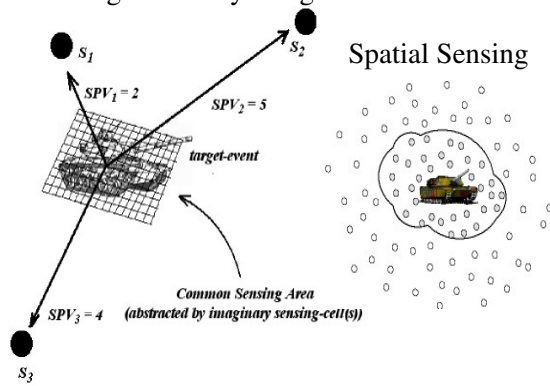 S1
S2
Spatial Sensing
SPV1 = 2
SPV2 = 5
target-event
Common Sensing Area
(abstracted by imaginary sensing-cell(s))
SPV3 = 4
S3